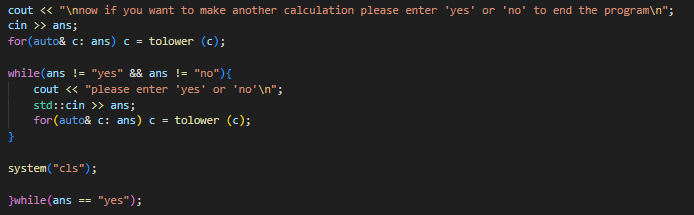 cout << "\nnow if you want to make another calculation please enter 'yes' or 'no' to end the program\n";
cin >> ans;
for(auto& c: ans) c = tolower (c);
while(ans != "yes" && ans != "no"){
cout << "please enter 'yes' or 'no'\n";
std::cin >> ans;
for(auto& c: ans) c = tolower (c);
}
system("cls");
}while(ans == "yes");